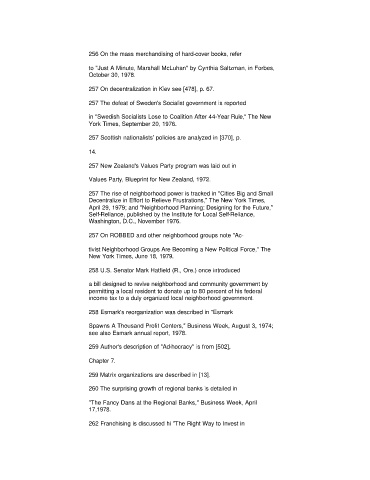 256 On the mass merchandising of hard-cover books, refer
to "Just A Minute, Marshall McLuhan" by Cynthia Saltzman, in Forbes,
October 30, 1978.
257 On decentralization in Kiev see [478], p. 67.
257 The defeat of Sweden's Socialist government is reported
in "Swedish Socialists Lose to Coalition After 44-Year Rule," The New
York Times, September 20, 1976.
257 Scottish nationalists' policies are analyzed in [370], p.
14.
257 New Zealand's Values Party program was laid out in
Values Party, Blueprint for New Zealand, 1972.
257 The rise of neighborhood power is tracked in "Cities Big and Small
Decentralize in Effort to Relieve Frustrations," The New York Times,
April 29, 1979; and "Neighborhood Planning: Designing for the Future,"
Self-Reliance, published by the Institute for Local Self-Reliance,
Washington, D.C., November 1976.
257 On ROBBED and other neighborhood groups note "Ac-
tivist Neighborhood Groups Are Becoming a New Political Force," The
New York Times, June 18, 1979.
258 U.S. Senator Mark Hatfield (R., Ore.) once introduced
a bill designed to revive neighborhood and community government by
permitting a local resident to donate up to 80 percent of his federal
income tax to a duly organized local neighborhood government.
258 Esmark's reorganization was described in "Esmark
Spawns A Thousand Profit Centers," Business Week, August 3, 1974;
see also Esmark annual report, 1978.
259 Author's description of "Ad-hocracy" is from [502],
Chapter 7.
259 Matrix organizations are described in [13].
260 The surprising growth of regional banks is detailed in
"The Fancy Dans at the Regional Banks," Business Week, April
17,1978.
262 Franchising is discussed hi "The Right Way to Invest in